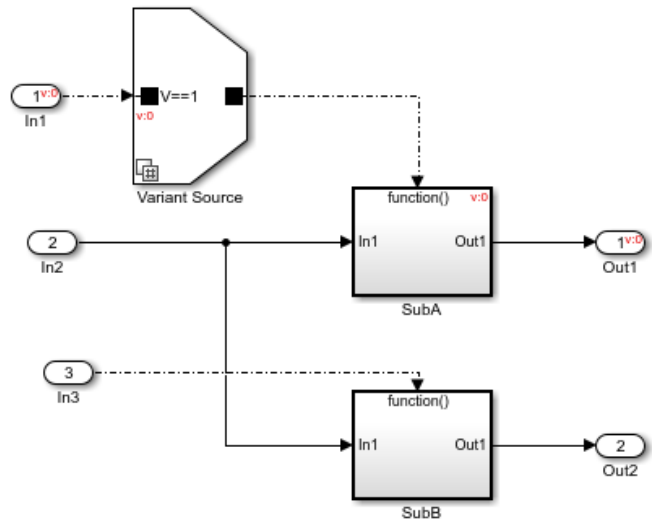 V==1
1 v:0
In1
v:0
Variant Source
function() v:0
2
In1 Out1
1 v:0
In2
Out1
SubA
3
In3
function()
In1 Out1
2
Out2
SubB